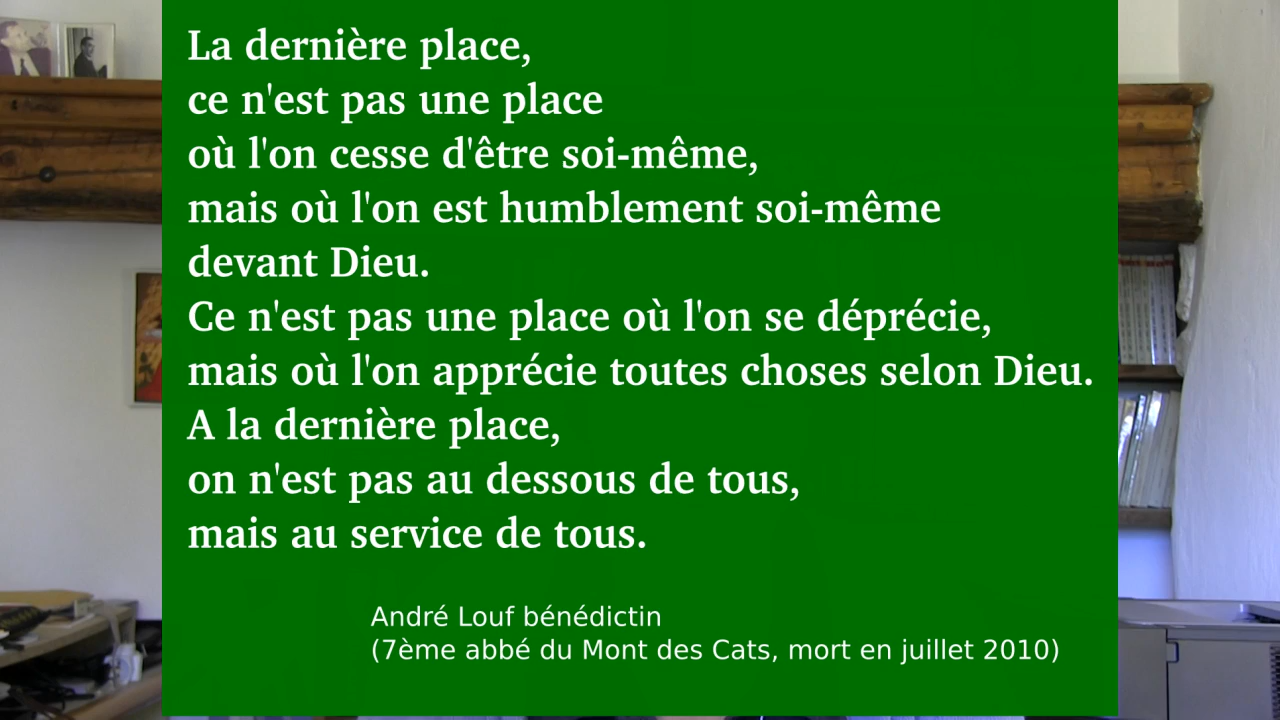 La dernière place,
ce n'est pas une place
où l'on cesse d'être soi-même,
mais où l'on est humblement soi-même
devant Dieu.
Ce n'est pas une place où l'on se déprécie,
mais où l'on apprécie toutes choses selon Dieu.
A la dernière place,
on n'est pas au dessous de tous,
mais au service de tous.
André Louf bénédictin
(7ème abbé du Mont des Cats, mort en juillet 2010)